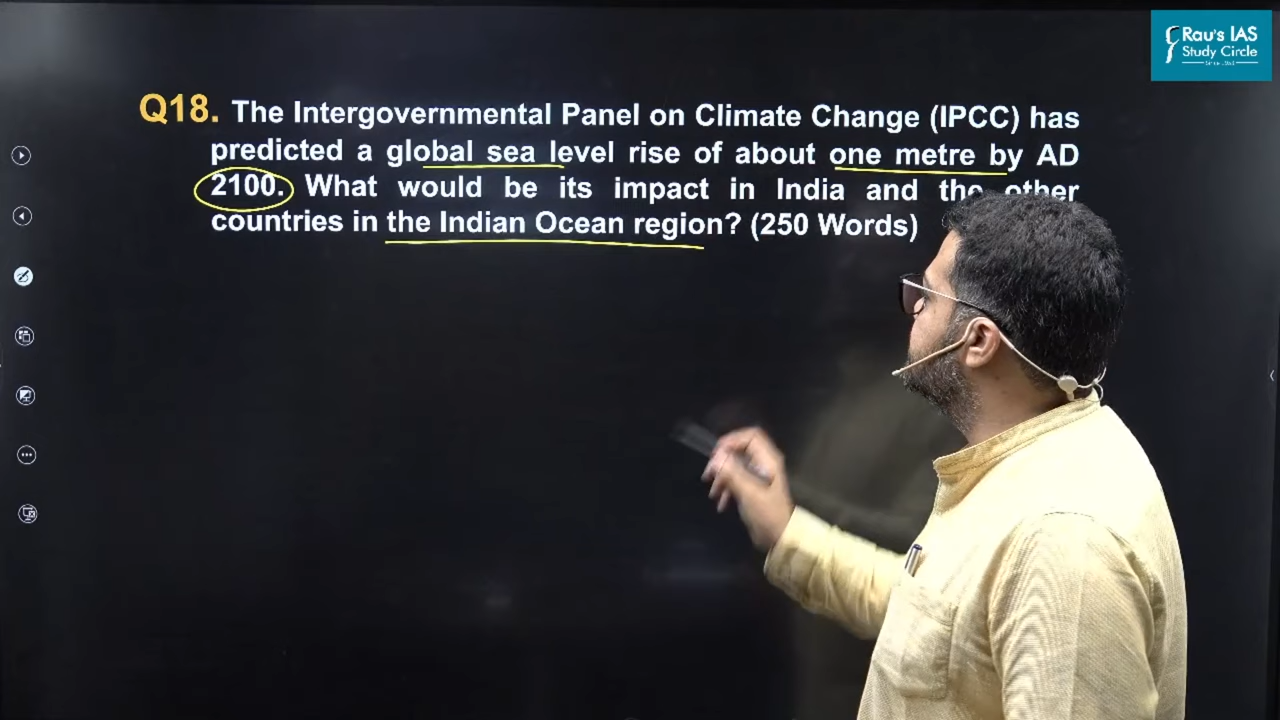 Rau's IAS
Study Circle
Q18. The Intergovernmental Panel on Climate Change (IPCC) has
predicted a global sea level rise of about one metre by AD
2100. What would be its impact in India and the other
countries in the Indian Ocean region? (250 Words)